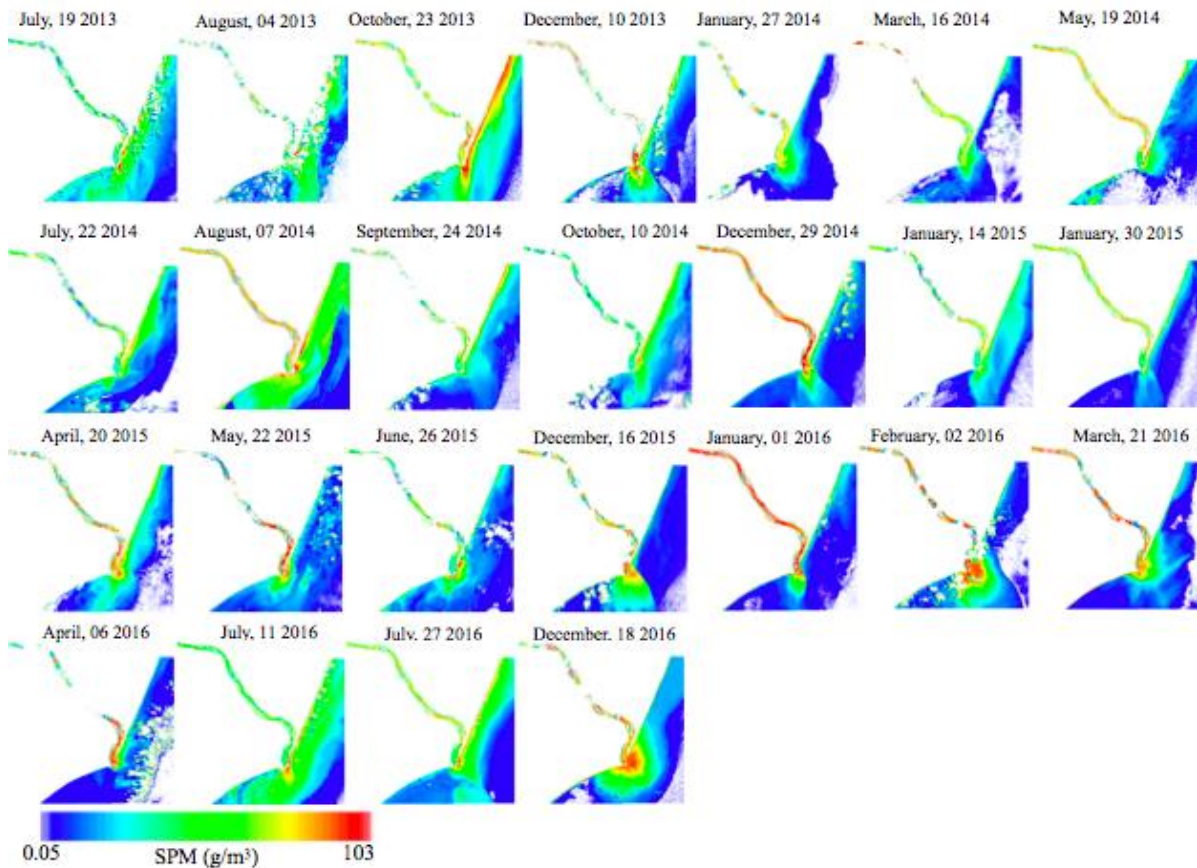 July, 19 2013
August, 04 2013
October, 23 2013
December, 10 2013
January, 27 2014
March, 16 2014
May, 19 2014
July, 22 2014
August, 07 2014
September, 24 2014
October, 10 2014
December, 29 2014
January, 14 2015
January, 30 2015
April, 20 2015
May, 22 2015
June, 26 2015
December, 16 2015
January, 01 2016
February, 02 2016
March, 21 2016
April, 06 2016
July, 11 2016
July, 27 2016
December. 18 2016
0.05 SPM (g/m³) 103